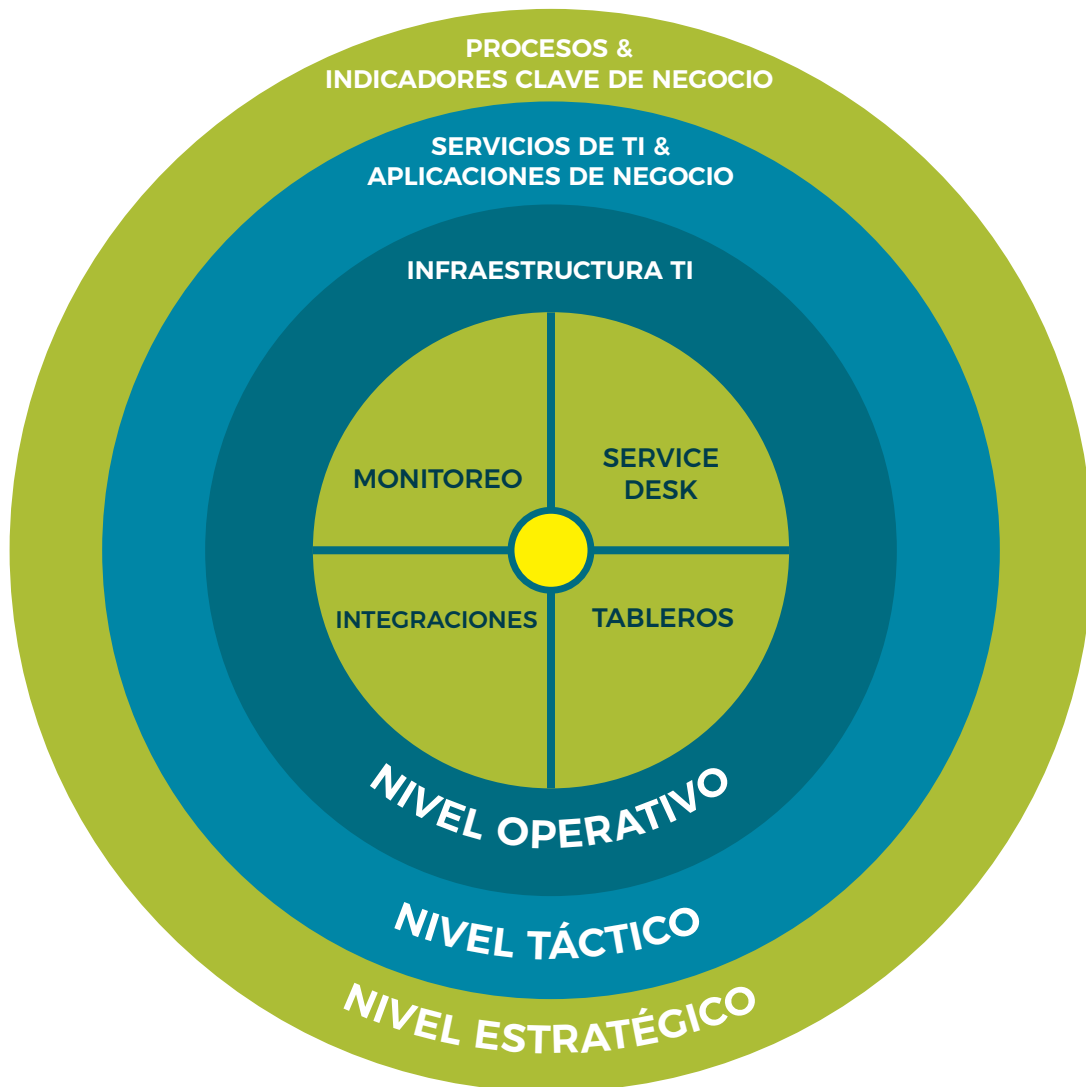 PROCESOS &
INDICADORES CLAVE DE NEGOCIO
SERVICIOS DE TI &
APLICACIONES DE NEGOCIO
INFRAESTRUCTURA TI
MONITOREO
SERVICE
DESK
INTEGRACIONES
TABLEROS
NIVEL OPERATIVO
NIVEL TÁCTICO
NIVEL ESTRATÉGICO